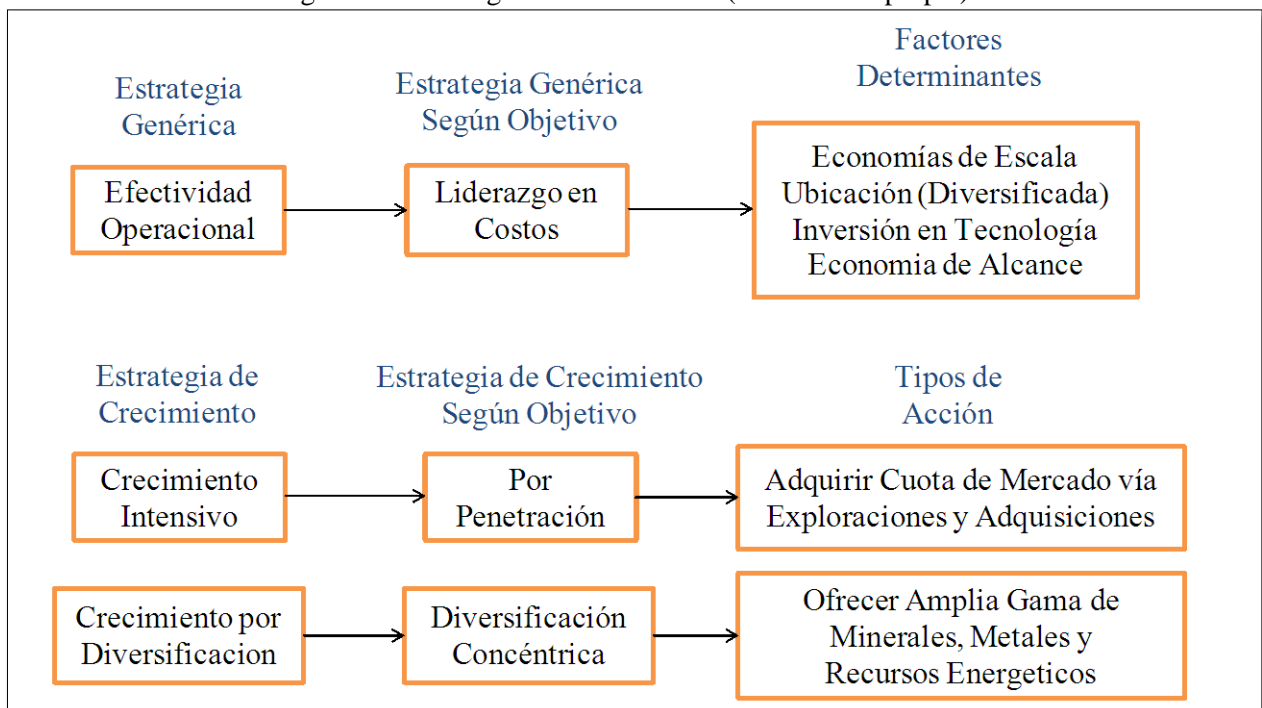 Estrategia
Genérica
Estrategia Genérica
Según Objetivo
Factores
Determinantes
Efectividad
Operacional
Liderazgo en
Costos
Economías de Escala
Ubicación (Diversificada)
Inversión en Tecnología
Economia de Alcance
Estrategia de
Crecimiento
Estrategia de Crecimiento
Según Objetivo
Tipos de
Acción
Crecimiento
Intensivo
Por
Penetración
Adquirir Cuota de Mercado vía
Exploraciones y Adquisiciones
Crecimiento por
Diversificacion
Diversificación
Concéntrica
Ofrecer Amplia Gama de
Minerales, Metales y
Recursos Energeticos